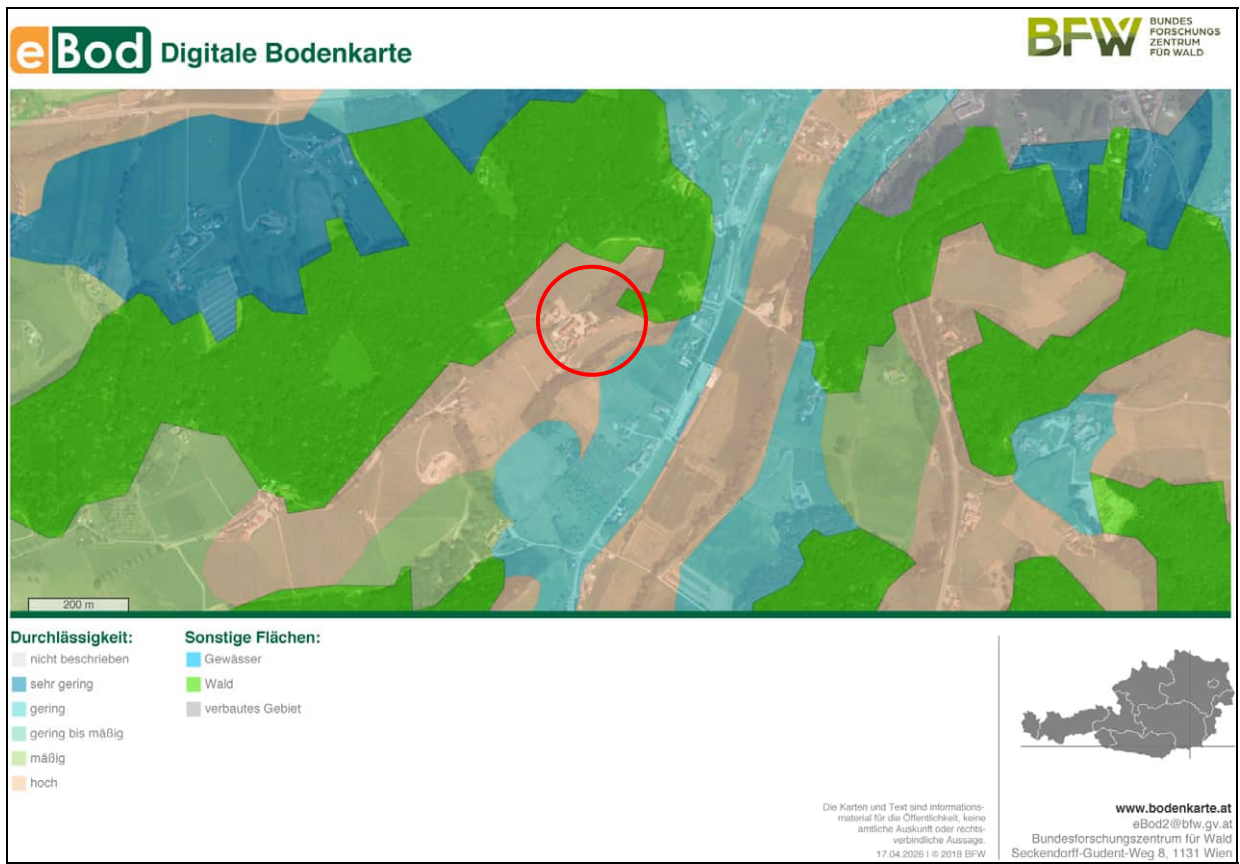 eBod Digitale Bodenkarte
BFW
BUNDES
FORSCHUNGS
ZENTRUM
FÜR WALD
200 m
Durchlässigkeit:
nicht beschrieben
sehr gering
gering
gering bis mäßig
mäßig
hoch
Sonstige Flächen:
Gewässer
Wald
verbautes Gebiet
Die Karten und Text sind informations-
material für die Öffentlichkeit, keine
amtliche Auskunft oder rechts-
verbindliche Aussage.
17.04.2026 | © 2018 BFW
www.bodenkarte.at
eBod2@bfw.gv.at
Bundesforschungszentrum für Wald
Seckendorff-Gudent-Weg 8, 1131 Wien